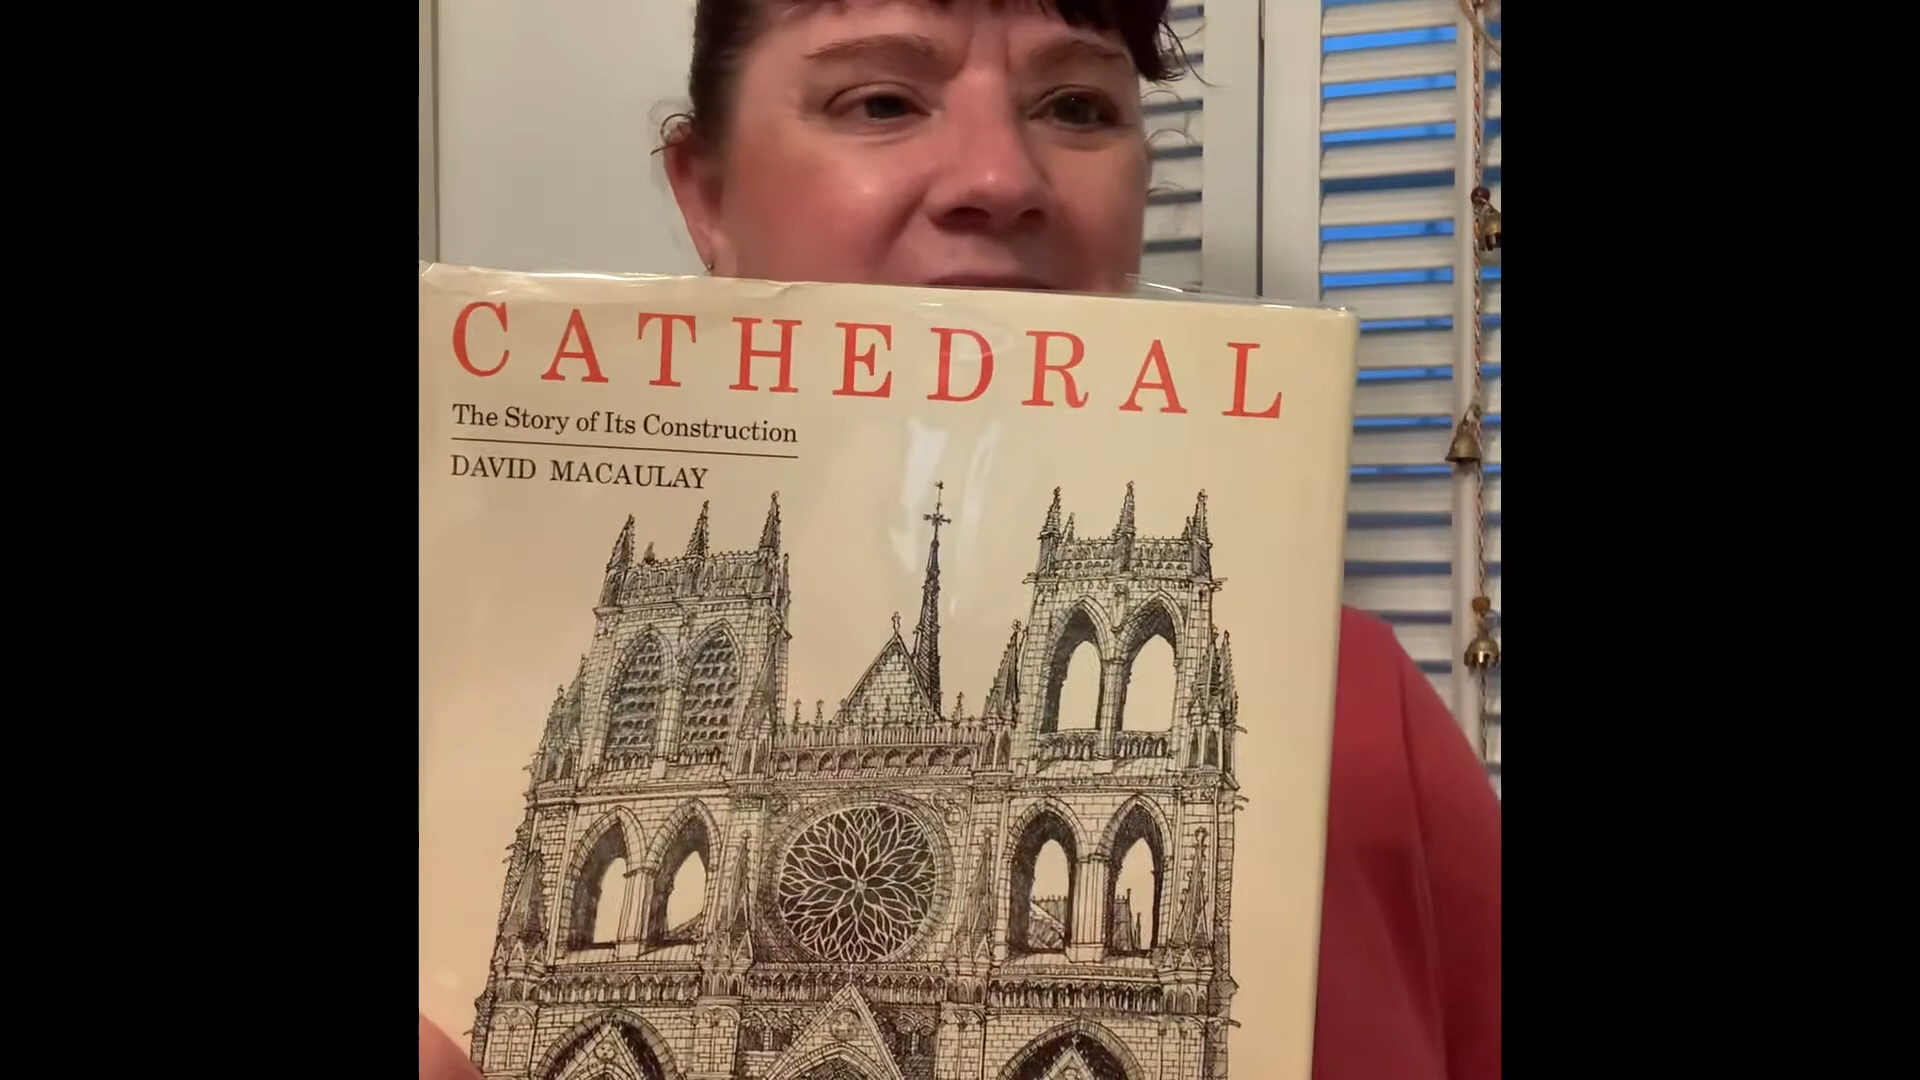 CATHEDRAL
The Story of Its Construction
DAVID MACAULAY